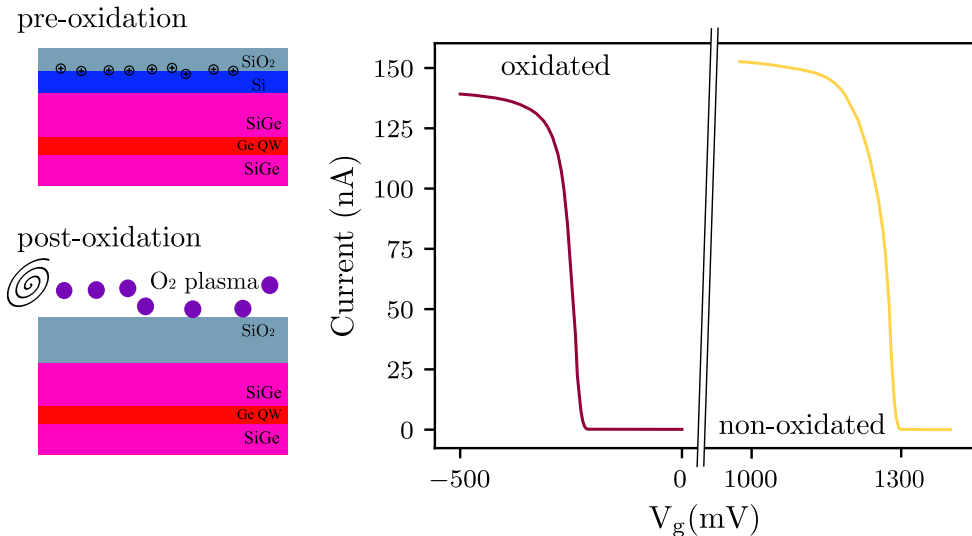 pre-oxidation
SiO₂
Si
SiGe
Ge QW
SiGe
post-oxidation
O₂ plasma
SiO₂
SiGe
Ge QW
SiGe
Current (nA)
150
125
100
75
50
25
0
oxidated
non-oxidated
−500
0
1000
1300
V_g(mV)